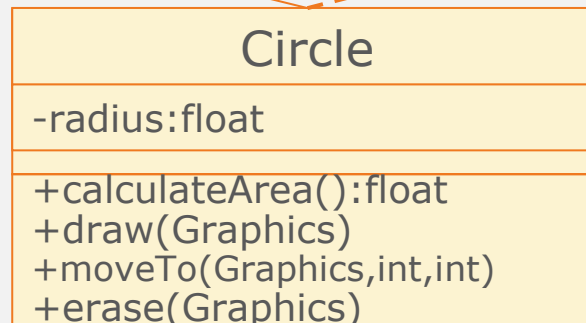 Circle
-radius:float
+calculateArea():float
+draw(Graphics)
+moveTo(Graphics,int,int)
+erase(Graphics)